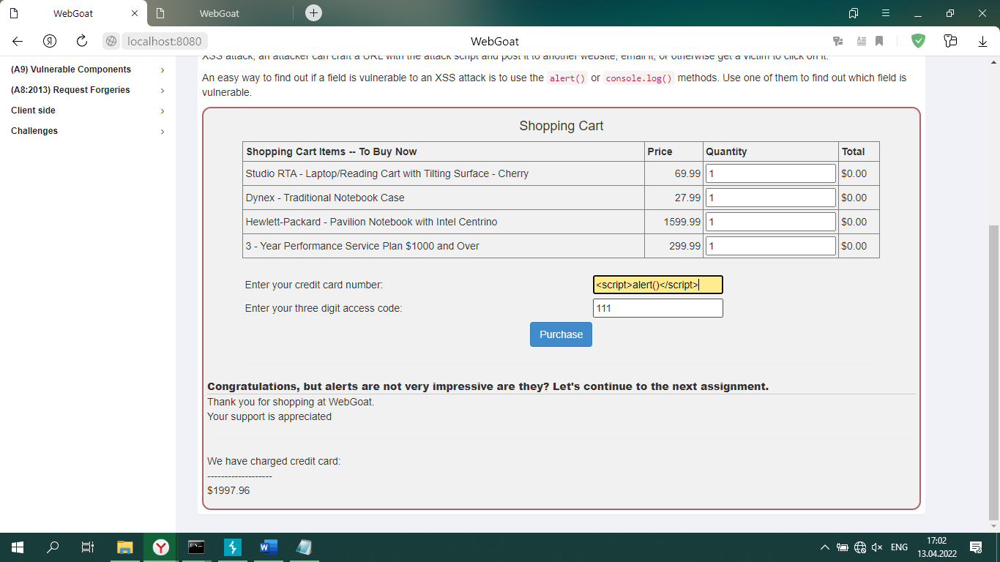 WebGoat
WebGoat
localhost:8080
WebGoat
XSS attack, an attacker can craft a URL with the attack script and post it to another website, email it, or otherwise get a victim to click on it.
(A9) Vulnerable Components
(A8:2013) Request Forgeries
Client side
Challenges
An easy way to find out if a field is vulnerable to an XSS attack is to use the alert() or console.log() methods. Use one of them to find out which field is
vulnerable.
Shopping Cart
Shopping Cart Items -- To Buy Now Price Quantity Total
Studio RTA - Laptop/Reading Cart with Tilting Surface - Cherry 69.99 1 $0.00
Dynex - Traditional Notebook Case 27.99 1 $0.00
Hewlett-Packard - Pavilion Notebook with Intel Centrino 1599.99 1 $0.00
3 - Year Performance Service Plan $1000 and Over 299.99 1 $0.00
Enter your credit card number: <script>alert()</script>
Enter your three digit access code: 111
Purchase
Congratulations, but alerts are not very impressive are they? Let's continue to the next assignment.
Thank you for shopping at WebGoat.
Your support is appreciated
We have charged credit card:
-------------------
$1997.96
ENG
17:02
13.04.2022